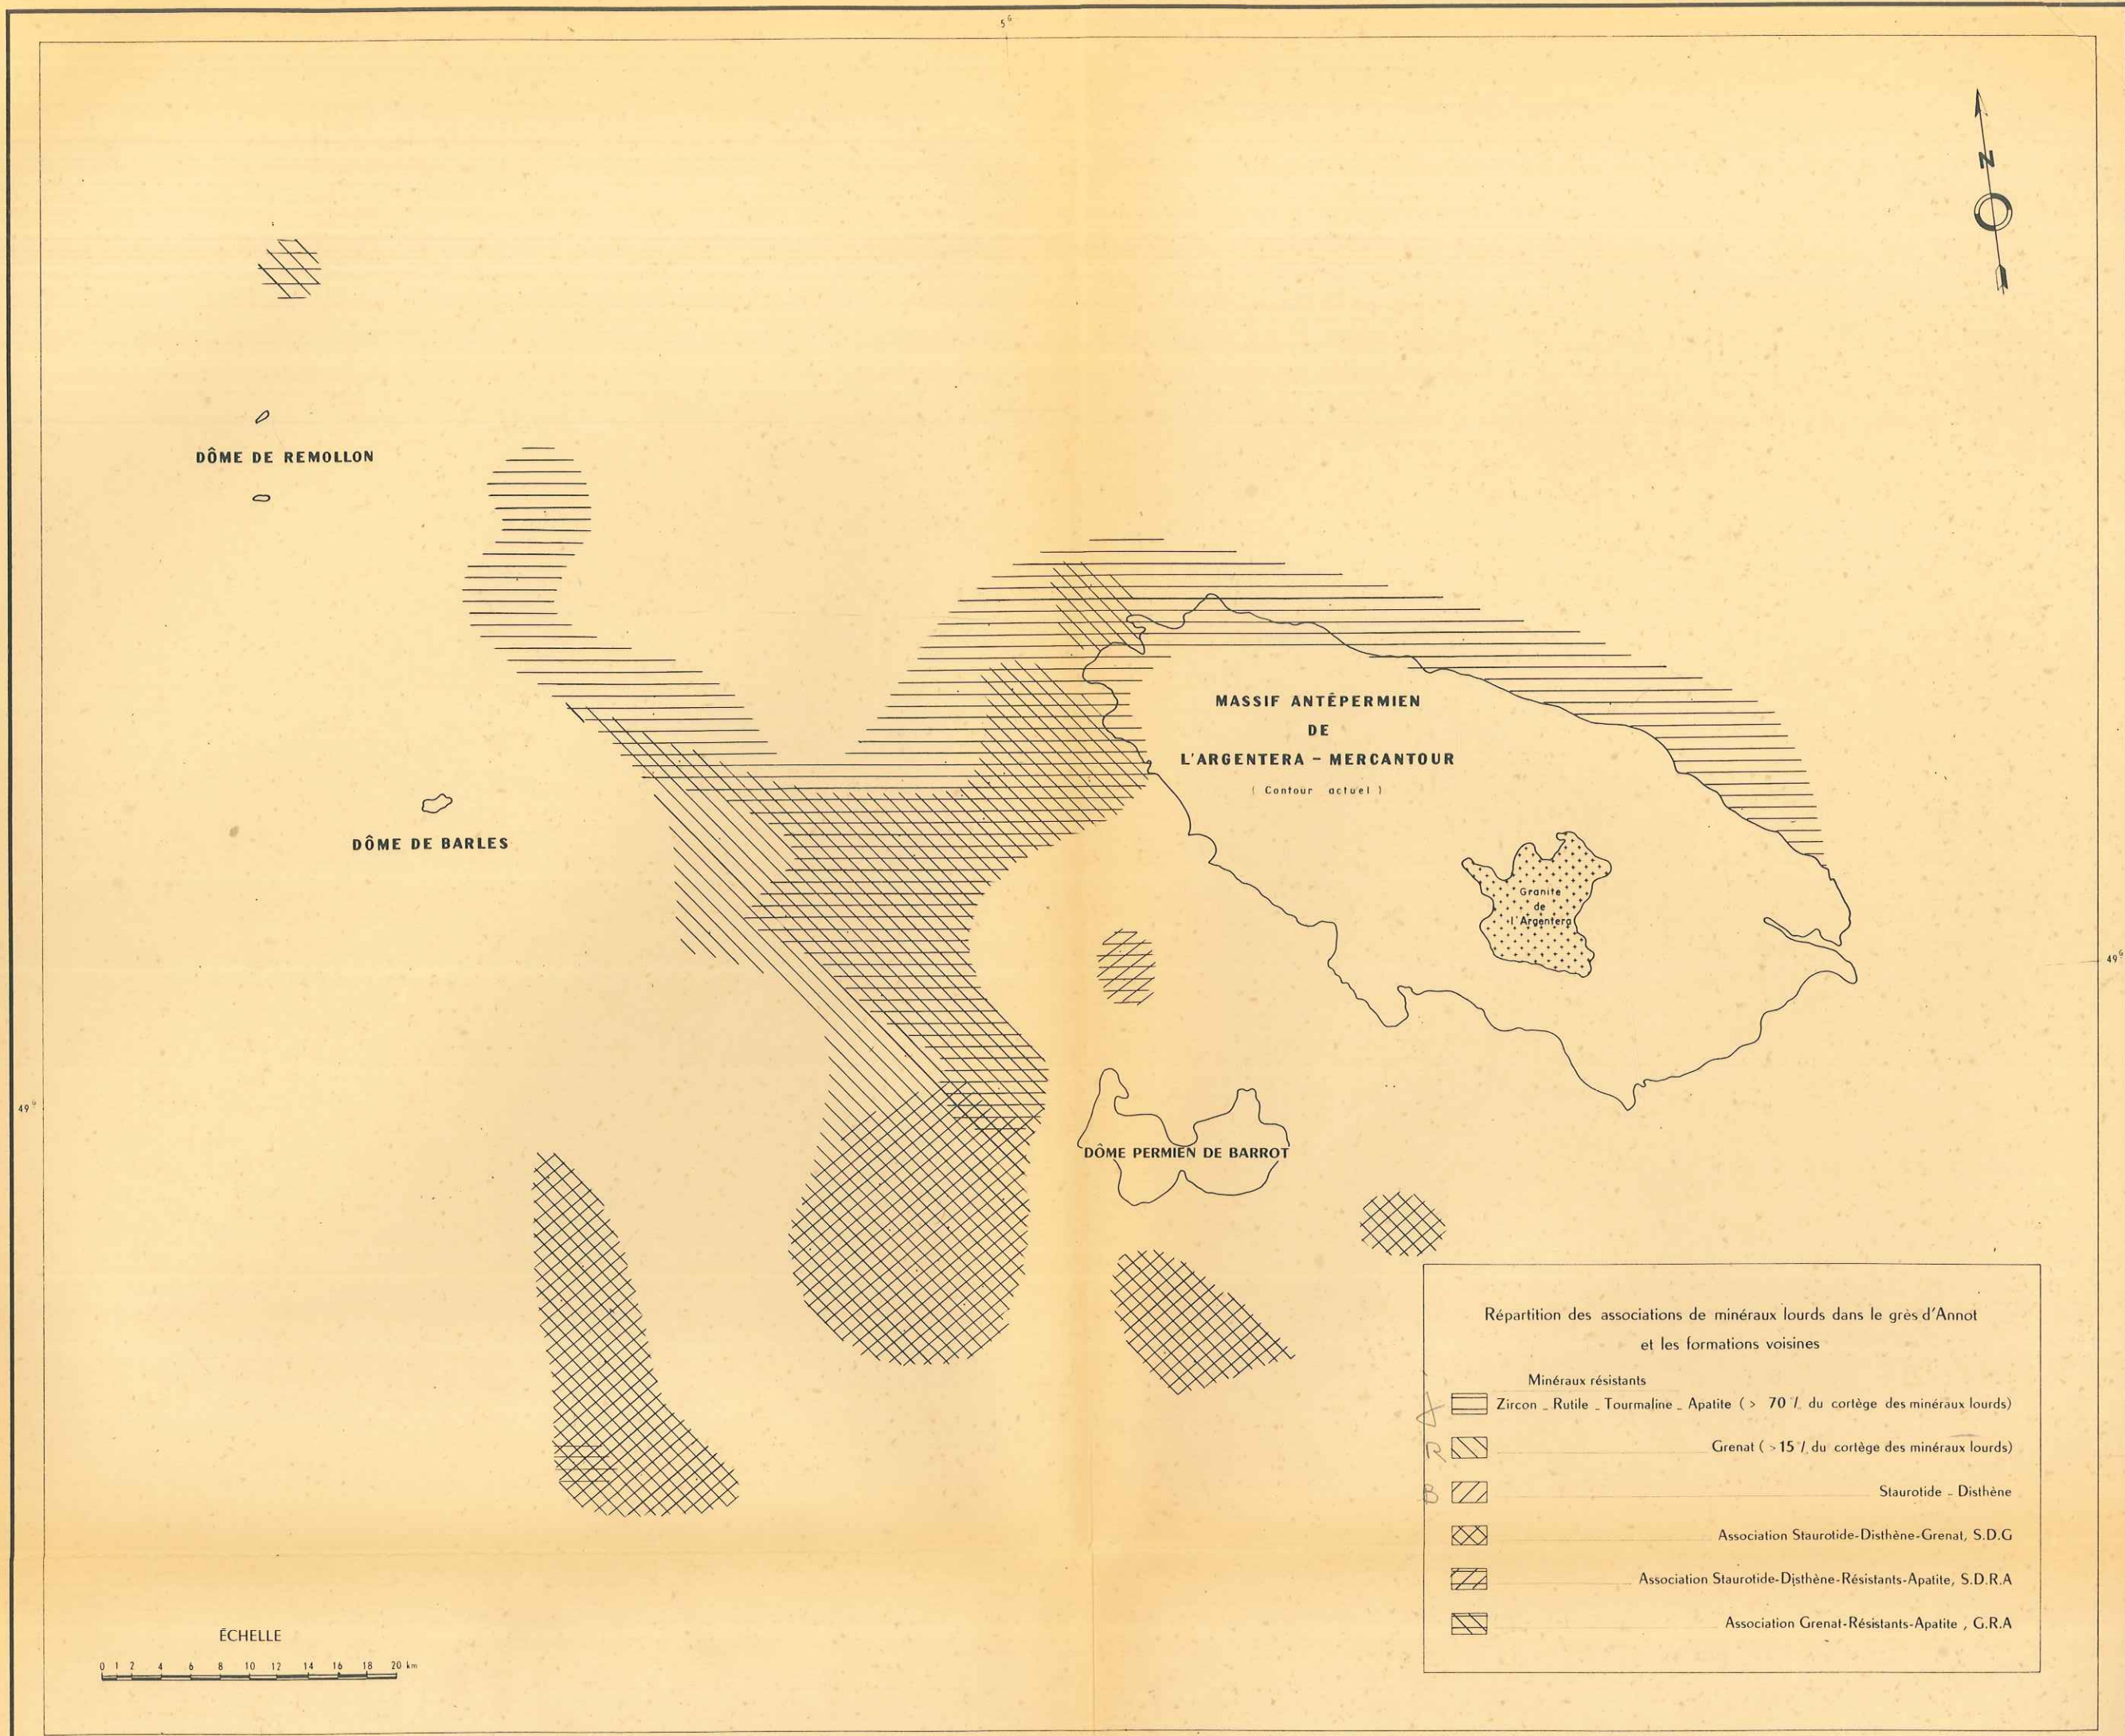 5ᴳ
N
DÔME DE REMOLLON
MASSIF ANTÉPERMIEN
DE
L'ARGENTERA - MERCANTOUR
( Contour actuel )
DÔME DE BARLES
Granite
de
l'Argentera
49ᴳ
49ᴳ
DÔME PERMIEN DE BARROT
Répartition des associations de minéraux lourds dans le grès d'Annot
et les formations voisines
Minéraux résistants
A Zircon _ Rutile _ Tourmaline _ Apatite ( > 70 % du cortège des minéraux lourds)
R Grenat ( > 15 % du cortège des minéraux lourds)
B Staurotide - Disthène
Association Staurotide-Disthène-Grenat, S.D.G
Association Staurotide-Disthène-Résistants-Apatite, S.D.R.A
Association Grenat-Résistants-Apatite , G.R.A
ÉCHELLE
0 1 2 4 6 8 10 12 14 16 18 20 km